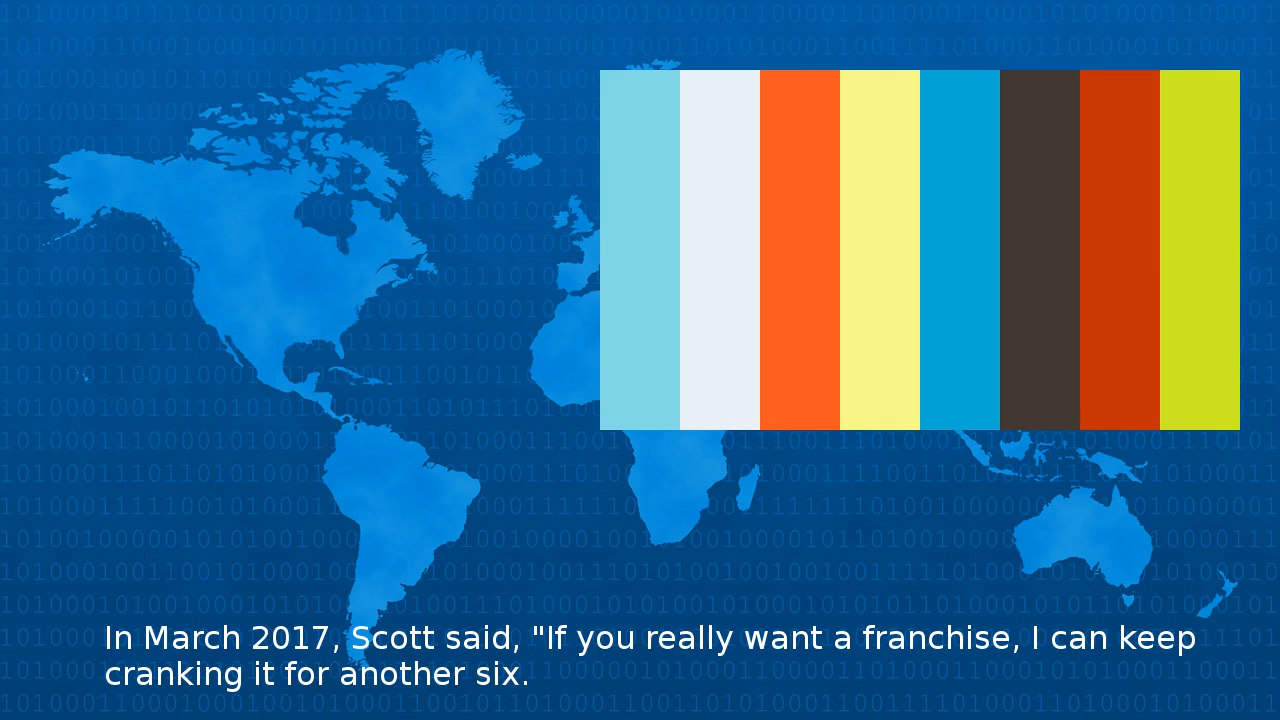 In March 2017, Scott said, "If you really want a franchise, I can keep
cranking it for another six.